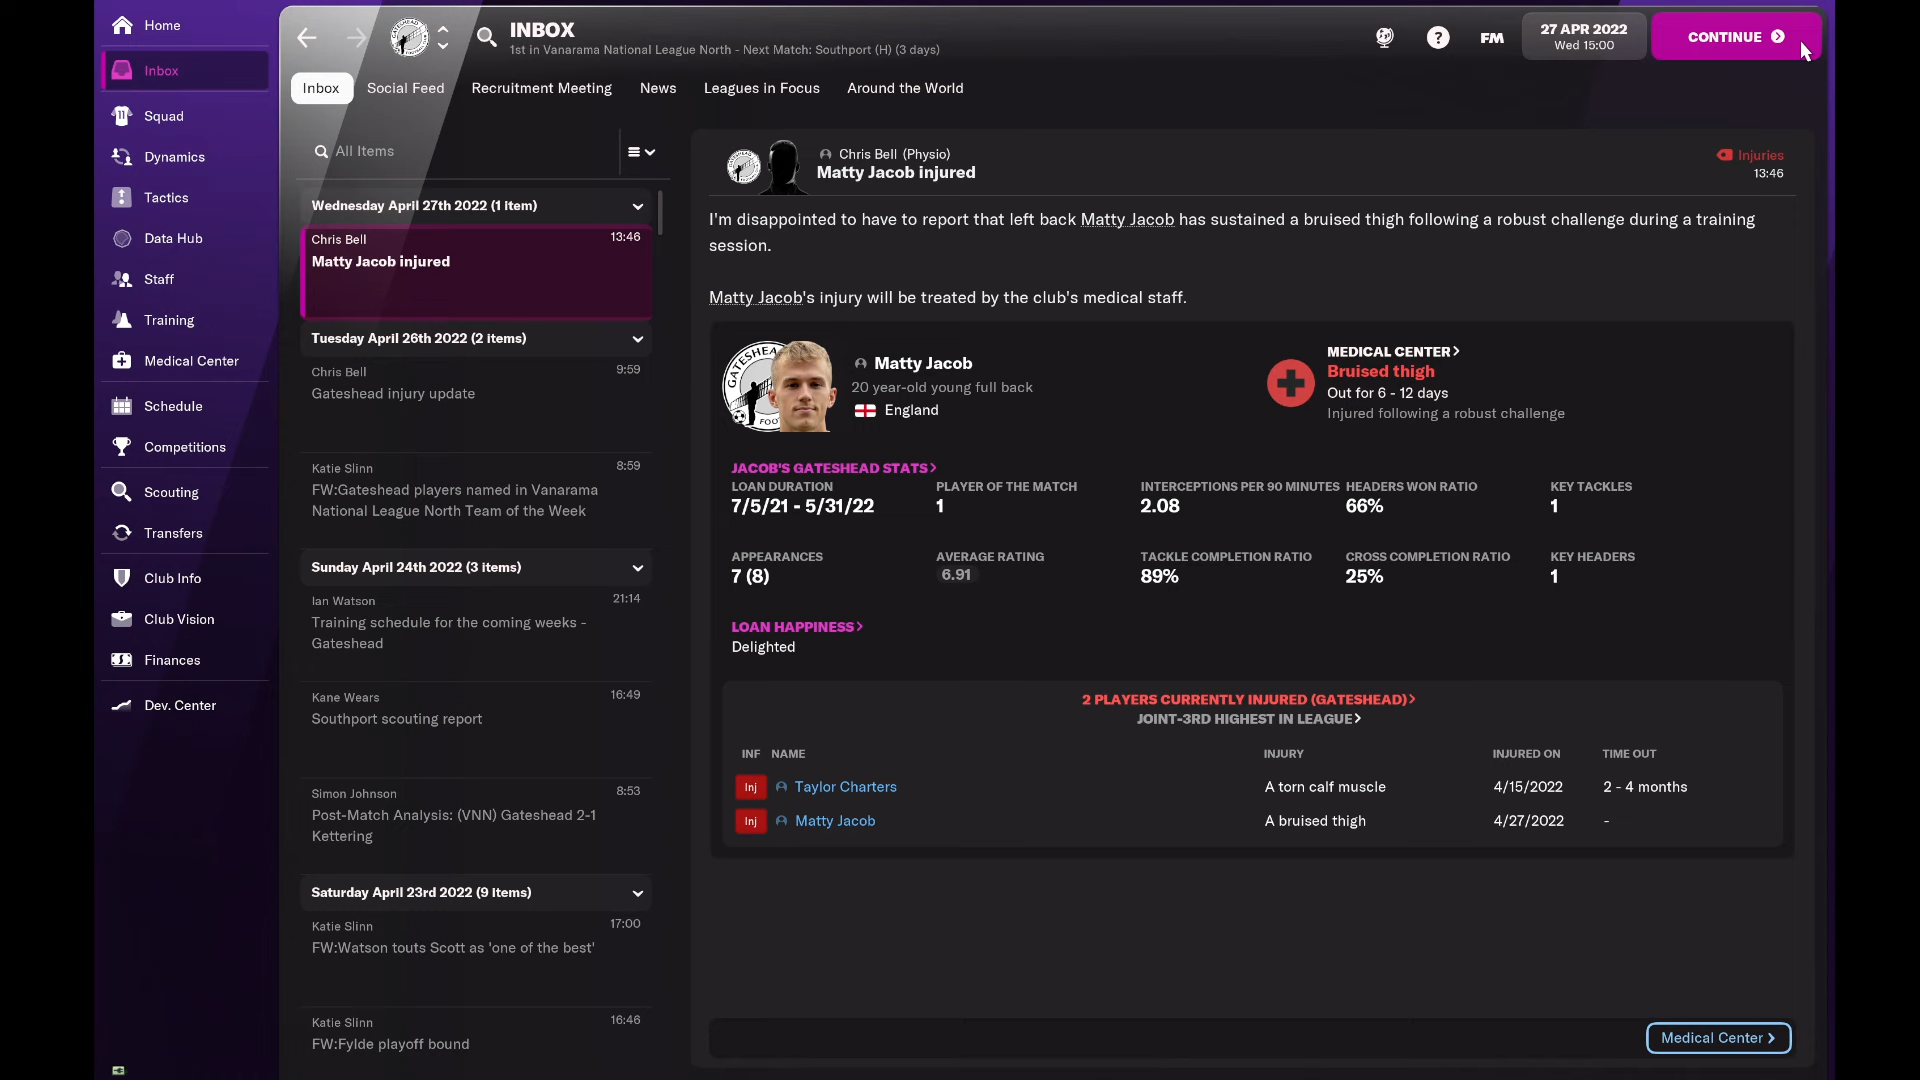 Home
Inbox
Squad
Dynamics
Tactics
Data Hub
Staff
Training
Medical Center
Schedule
Competitions
Scouting
Transfers
Club Info
Club Vision
Finances
Dev. Center
INBOX
1st in Vanarama National League North - Next Match: Southport (H) (3 days)
FM
27 APR 2022
Wed 15:00
CONTINUE
Inbox
Social Feed
Recruitment Meeting
News
Leagues in Focus
Around the World
All Items
Wednesday April 27th 2022 (1 item)
Chris Bell 13:46
Matty Jacob injured
Tuesday April 26th 2022 (2 items)
Chris Bell 9:59
Gateshead injury update
Katie Slinn 8:59
FW:Gateshead players named in Vanarama
National League North Team of the Week
Sunday April 24th 2022 (3 items)
Ian Watson 21:14
Training schedule for the coming weeks -
Gateshead
Kane Wears 16:49
Southport scouting report
Simon Johnson 8:53
Post-Match Analysis: (VNN) Gateshead 2-1
Kettering
Saturday April 23rd 2022 (9 items)
Katie Slinn 17:00
FW:Watson touts Scott as 'one of the best'
Katie Slinn 16:46
FW:Fylde playoff bound
Chris Bell (Physio)
Matty Jacob injured
Injuries
13:46
I'm disappointed to have to report that left back Matty Jacob has sustained a bruised thigh following a robust challenge during a training
session.
Matty Jacob's injury will be treated by the club's medical staff.
Matty Jacob
20 year-old young full back
England
MEDICAL CENTER
Bruised thigh
Out for 6 - 12 days
Injured following a robust challenge
JACOB'S GATESHEAD STATS
LOAN DURATION PLAYER OF THE MATCH INTERCEPTIONS PER 90 MINUTES HEADERS WON RATIO KEY TACKLES
7/5/21 - 5/31/22 1 2.08 66% 1
APPEARANCES AVERAGE RATING TACKLE COMPLETION RATIO CROSS COMPLETION RATIO KEY HEADERS
7 (8) 6.91 89% 25% 1
LOAN HAPPINESS
Delighted
2 PLAYERS CURRENTLY INJURED (GATESHEAD)
JOINT-3RD HIGHEST IN LEAGUE
INF NAME INJURY INJURED ON TIME OUT
Inj Taylor Charters A torn calf muscle 4/15/2022 2 - 4 months
Inj Matty Jacob A bruised thigh 4/27/2022 -
Medical Center